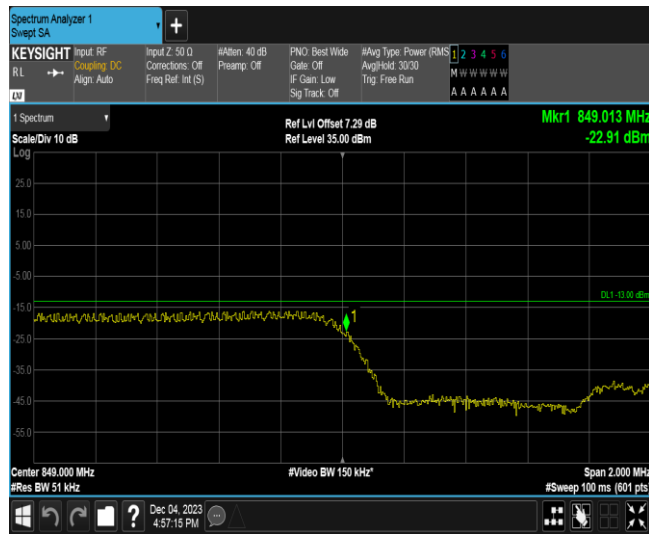 Spectrum Analyzer 1
Swept SA
KEYSIGHT
RL
LXI
Input: RF
Coupling: DC
Align: Auto
Input Z: 50 Ω
Corrections: Off
Freq Ref: Int (S)
#Atten: 40 dB
Preamp: Off
PNO: Best Wide
Gate: Off
IF Gain: Low
Sig Track: Off
#Avg Type: Power (RMS
Avg|Hold: 30/30
Trig: Free Run
1 2 3 4 5 6
M W W W W W
A A A A A A
1 Spectrum
Scale/Div 10 dB
Log
Ref Lvl Offset 7.29 dB
Ref Level 35.00 dBm
Mkr1 849.013 MHz
-22.91 dBm
25.0
15.0
5.00
-5.00
-15.0
-25.0
-35.0
-45.0
-55.0
DL1 -13.00 dBm
1
Center 849.000 MHz
#Res BW 51 kHz
#Video BW 150 kHz*
Span 2.000 MHz
#Sweep 100 ms (601 pts
?
Dec 04, 2023
4:57:15 PM